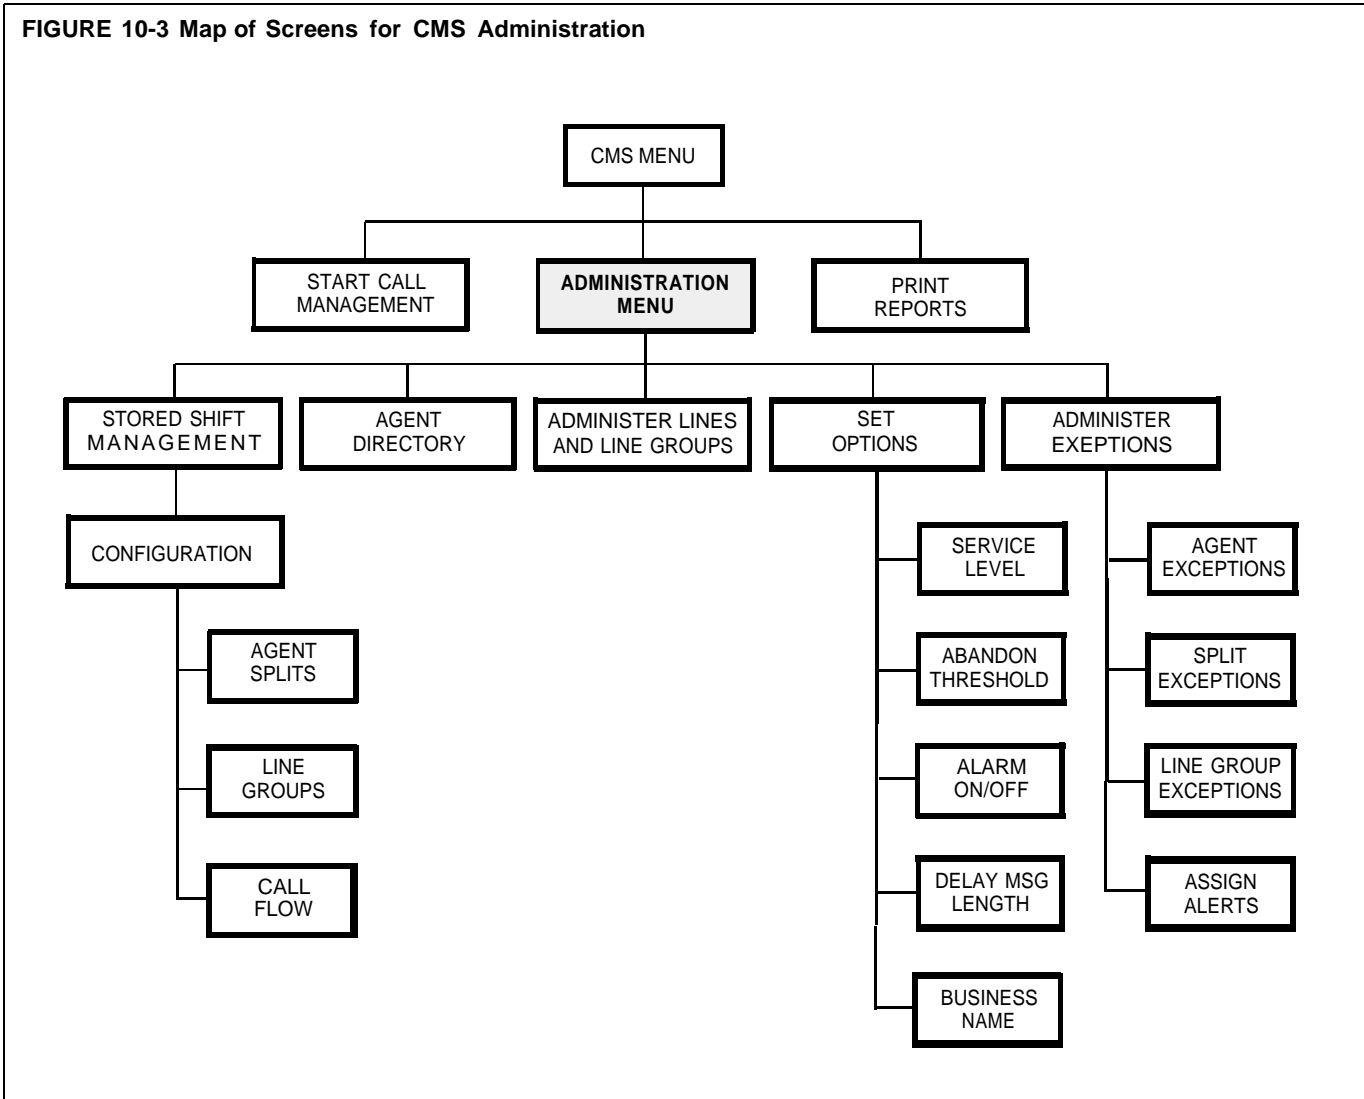 FIGURE 10-3 Map of Screens for CMS Administration
CMS MENU
START CALL
MANAGEMENT
ADMINISTRATION
MENU
PRINT
REPORTS
STORED SHIFT
MANAGEMENT
AGENT
DIRECTORY
ADMINISTER LINES
AND LINE GROUPS
SET
OPTIONS
ADMINISTER
EXEPTIONS
CONFIGURATION
AGENT
SPLITS
LINE
GROUPS
CALL
FLOW
SERVICE
LEVEL
ABANDON
THRESHOLD
ALARM
ON/OFF
DELAY MSG
LENGTH
BUSINESS
NAME
AGENT
EXCEPTIONS
SPLIT
EXCEPTIONS
LINE GROUP
EXCEPTIONS
ASSIGN
ALERTS